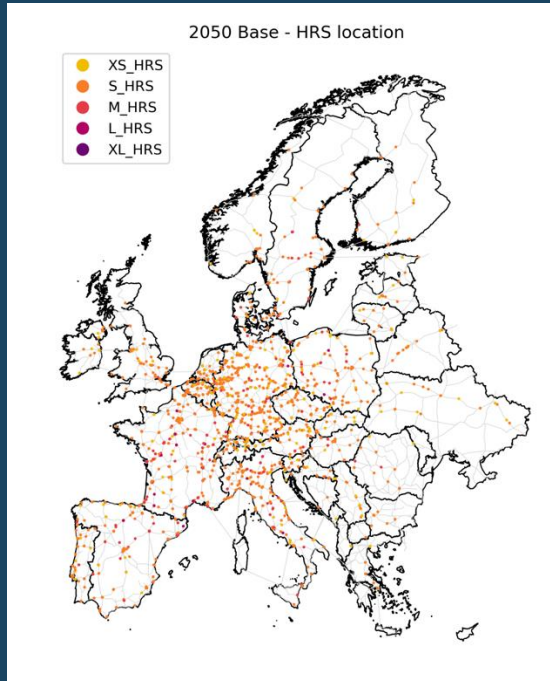 2050 Base - HRS location
XS_HRS
S_HRS
M_HRS
L_HRS
XL_HRS